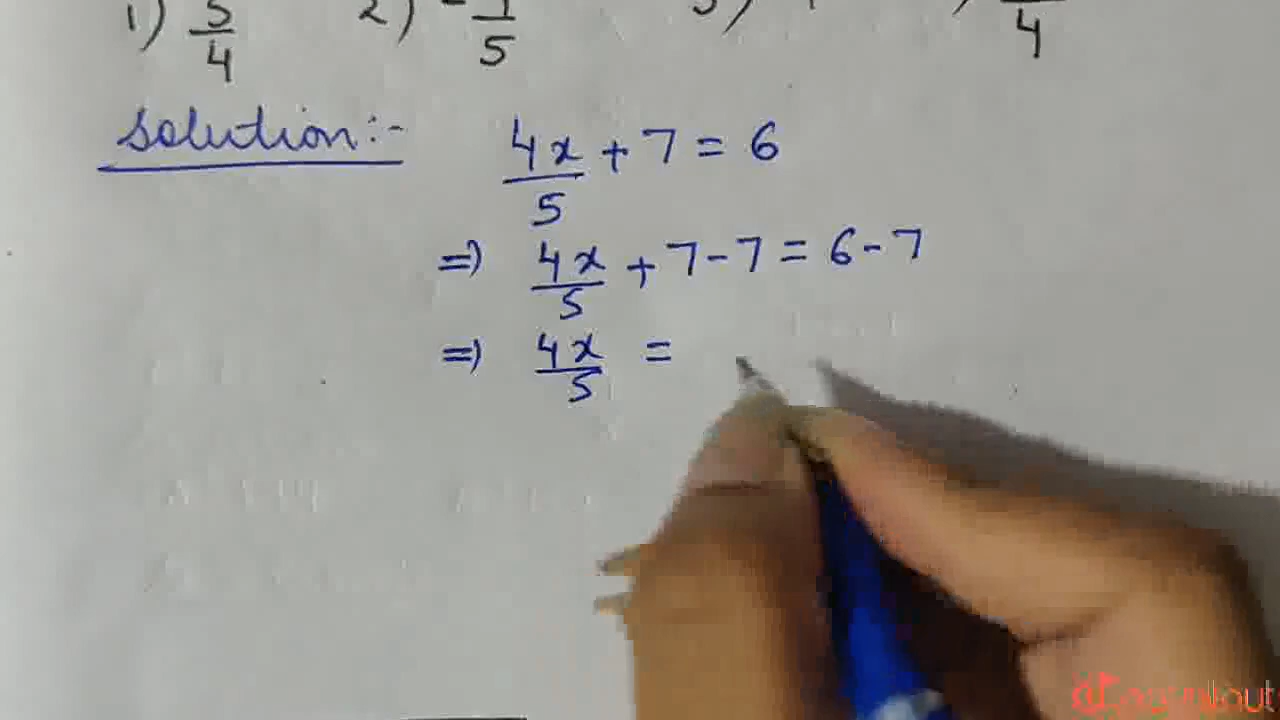 1) 5/4 2) -1/5 3) 4
Solution:-
4x/5 + 7 = 6
=) 4x/5 + 7 - 7 = 6 - 7
=) 4x/5 =